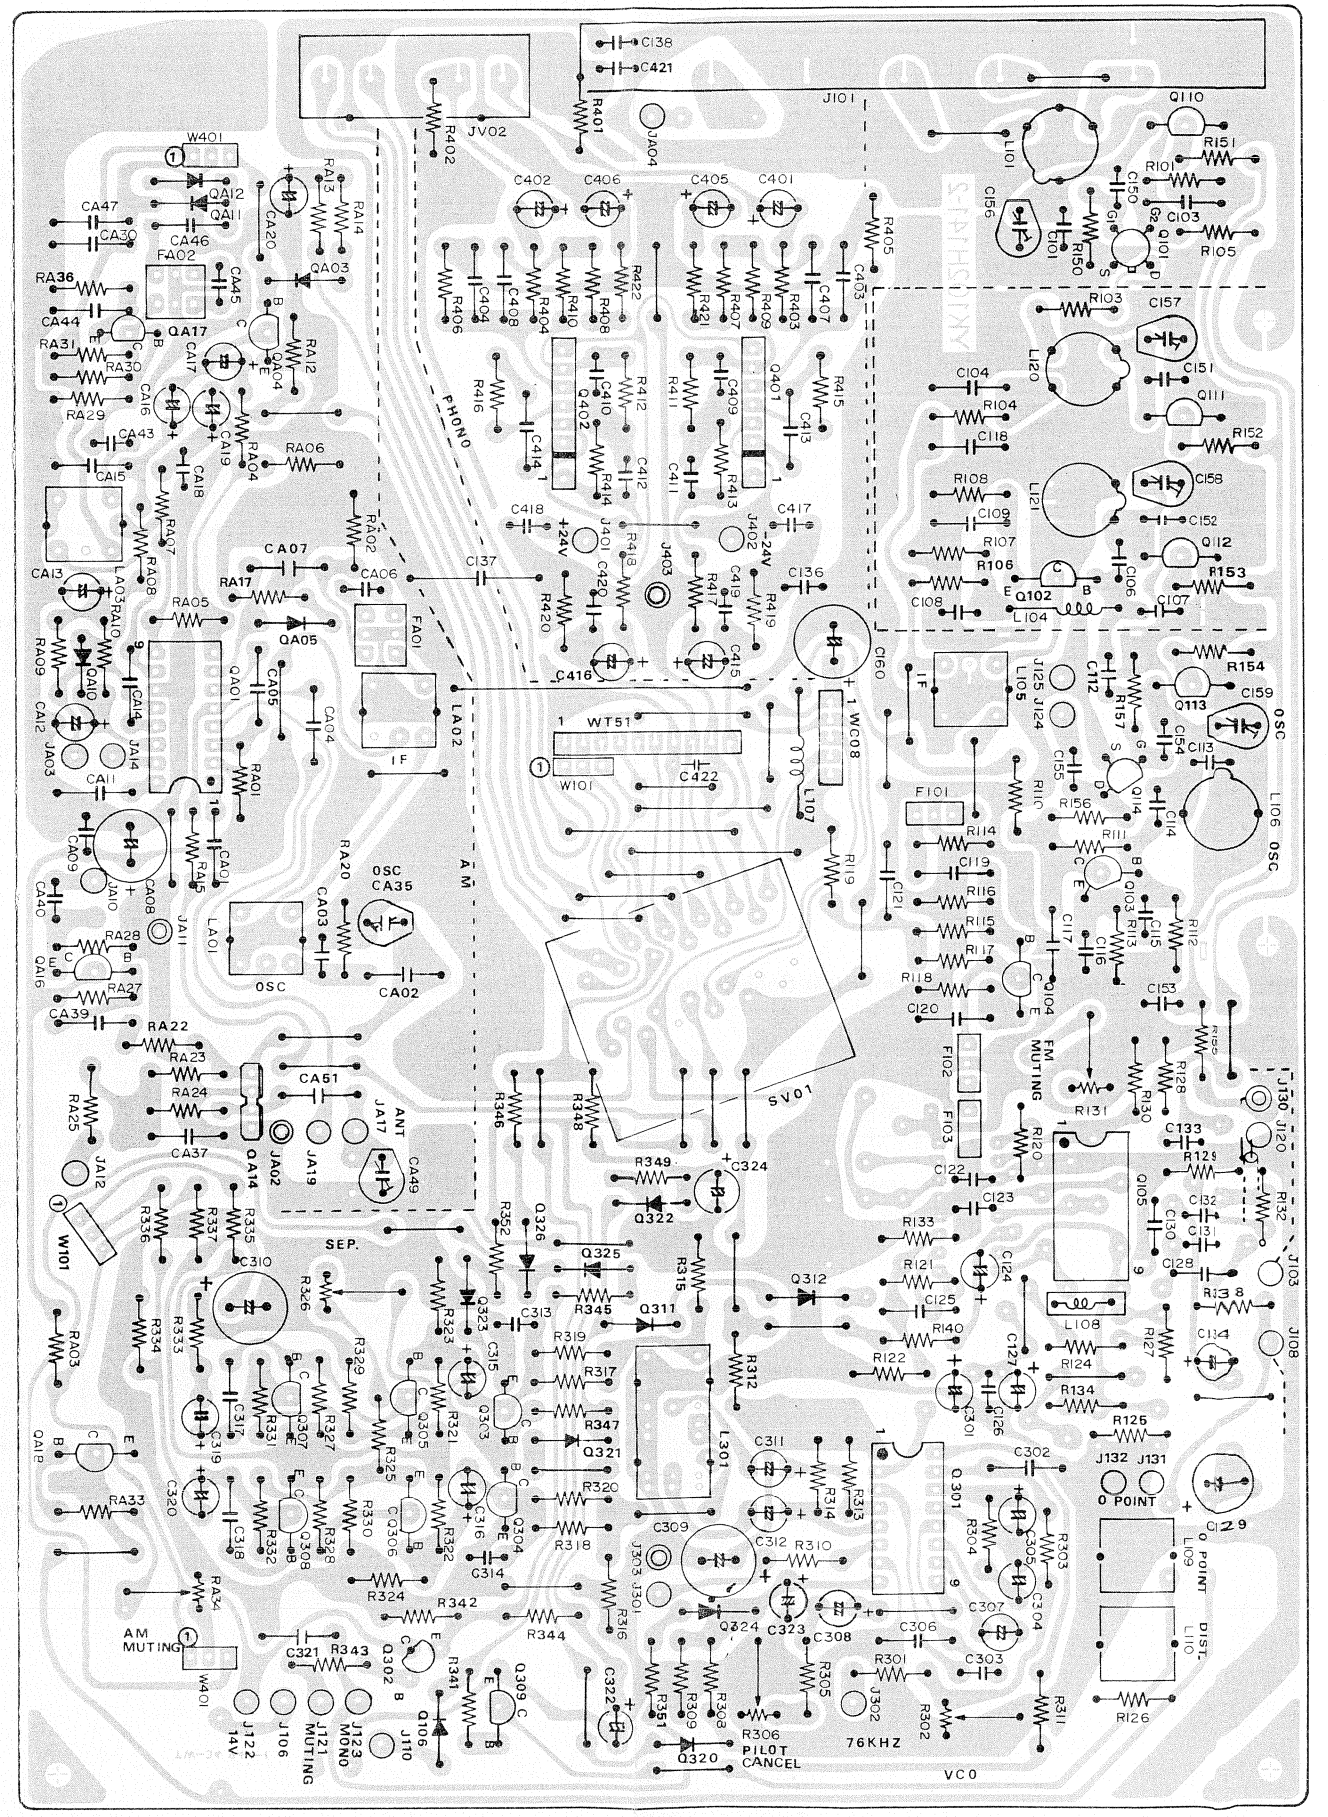 C138
C421
J101
JV02
R401
R402
JA04
Q110
W401
1
L101
R151
R101
C150
C156
C103
RA13
RA14
QA12
QA11
CA20
CA47
CA30
CA46
FA02
C402
C406
C405
C401
R405
C101
R150
G1
G2
Q101
S
D
R105
QA03
CA45
RA36
CA44
QA17
B
C
E
B
C
E
QA04
RA12
R406
C404
C408
R404
R410
R408
R422
R421
R407
R409
R403
C407
C403
R103
C157
RA31
RA30
CA17
L120
C151
RA29
CA16
CA19
RA04
RA06
PHONO
R416
C410
R412
Q402
R411
C409
Q401
R415
C104
R104
C118
Q111
R152
CA43
CA15
CA18
C414
R414
C412
C411
R413
C413
1
1
R108
C109
L121
C158
C152
RA07
RA02
RA08
C418
+24V
J401
R418
J403
J402
-24V
C417
R107
R106
C106
Q112
R153
LA03
CA13
CA07
RA17
CA06
C137
C420
R420
R417
C419
R419
C136
C108
E
C
B
Q102
L104
C107
RA10
RA05
QA05
FA01
C416
C415
C160
RA09
QA10
CA14
9
QA01
CA05
CA04
LA02
IF
IF
L105
J125
J124
C112
R157
R154
Q113
C159
OSC
CA12
JA03
JA14
CA11
RA01
1
1
WT51
1
W101
C422
L107
1
WC08
C154
C113
C155
S
G
D
Q114
C114
L106 OSC
F101
R110
R156
R111
CA09
JA10
CA08
RA15
CA01
RA20
OSC
CA35
AM
R119
C121
R114
C119
R116
R115
R117
R118
C120
B
C
E
Q103
CA40
JA11
LA01
OSC
CA03
CA02
RA28
QA16
E
C
B
RA27
CA39
C117
C116
R113
C115
R112
B
C
E
Q104
C153
RA22
RA23
RA24
CA37
RA25
JA12
QA14
CA51
JA02
JA19
JA17
ANT
CA49
R346
R348
SV01
F102
F103
FM
MUTING
R131
R130
R128
R120
J130
J120
C133
R129
1
Q105
9
R132
C132
C130
C131
C128
C122
C123
R349
Q322
C324
1
W101
R336
R337
R335
C310
SEP.
R326
R352
Q326
Q325
R345
R315
Q312
R133
R121
C125
R140
C124
L108
J103
J108
R138
C134
R127
RA03
R334
R333
R323
Q323
C313
Q311
R319
R317
R347
Q321
R312
L301
R122
C301
C126
C127
R124
R134
R125
R329
C315
Q303
C319
C317
R331
Q307
R327
R325
Q305
R321
B
C
E
RA33
C320
C318
R332
Q308
R328
R330
Q306
R322
C316
Q304
C314
R320
R318
C311
C312
C309
R314
R313
R310
1
Q301
9
C302
R304
C305
R303
C304
J132
J131
O POINT
C129
O POINT
L109
DIST.
L110
RA34
AM
MUTING
1
W401
R324
R342
R344
R316
J303
J301
Q324
C323
C308
C306
C307
C303
R301
C321
R343
Q302
C
E
B
R341
Q309
E
C
B
C322
R351
R309
R308
R306
PILOT
CANCEL
R305
J302
76KHZ
R302
VCO
R311
R126
J122
14V
J106
J121
MUTING
J123
MONO
J110
Q106
Q320